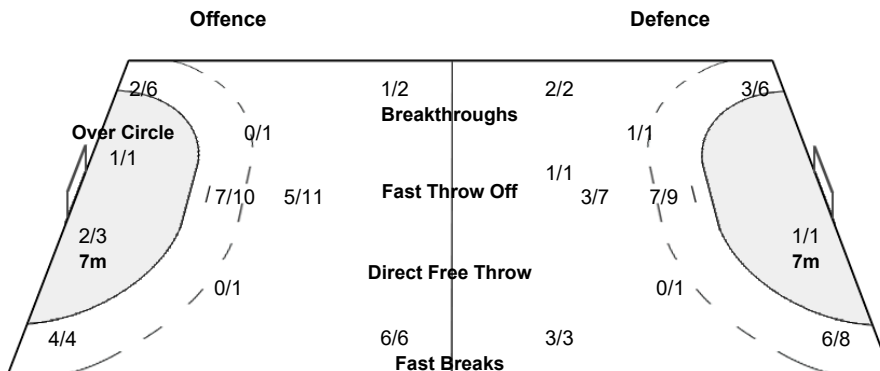 Offence Defence
2/6 1/2 2/2 3/6
Breakthroughs
Over Circle 0/1 1/1
1/1
1/1
7/10 5/11 Fast Throw Off 3/7 7/9
2/3 1/1
7m 7m
Direct Free Throw
0/1 0/1
4/4 6/6 3/3 6/8
Fast Breaks